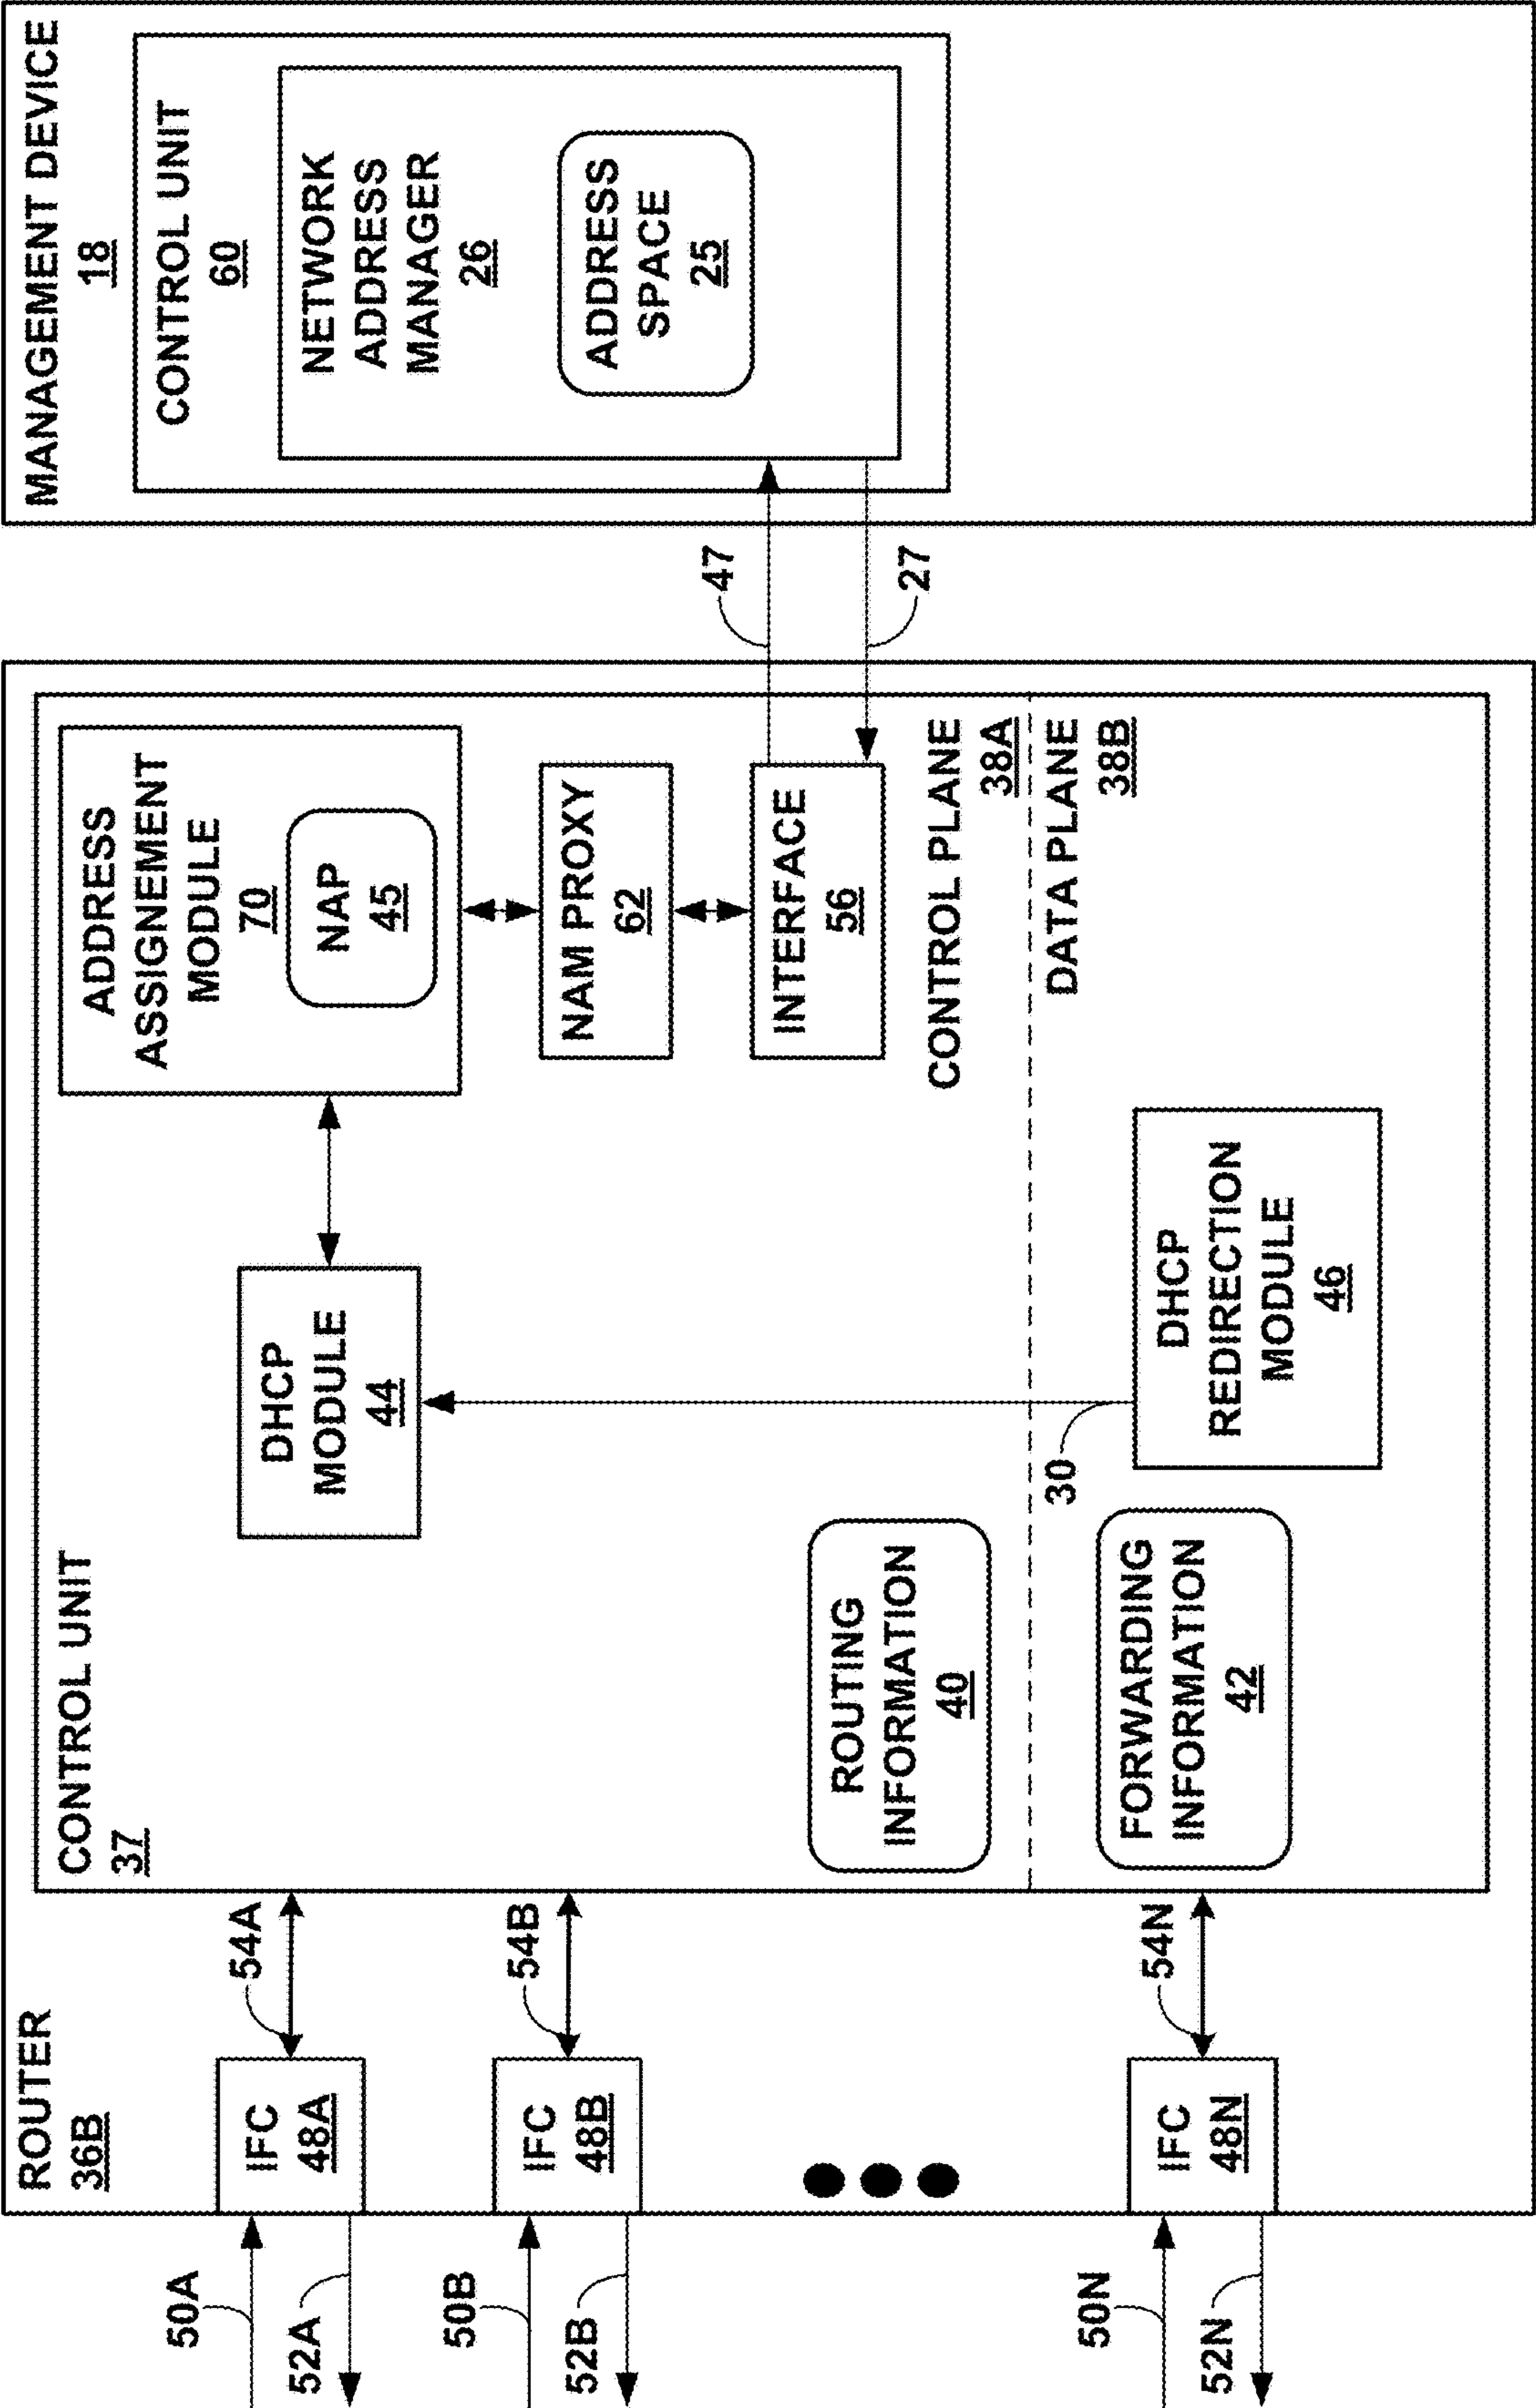 ROUTER
36B
CONTROL UNIT
37
IFC
48A
IFC
48B
IFC
48N
50A
52A
50B
52B
50N
52N
54A
54B
54N
DHCP
MODULE
44
ADDRESS
ASSIGNEMENT
MODULE
70
NAP
45
NAM PROXY
62
INTERFACE
56
ROUTING
INFORMATION
40
CONTROL PLANE
38A
DATA PLANE
38B
30
FORWARDING
INFORMATION
42
DHCP
REDIRECTION
MODULE
46
47
27
MANAGEMENT DEVICE
18
CONTROL UNIT
60
NETWORK
ADDRESS
MANAGER
26
ADDRESS
SPACE
25